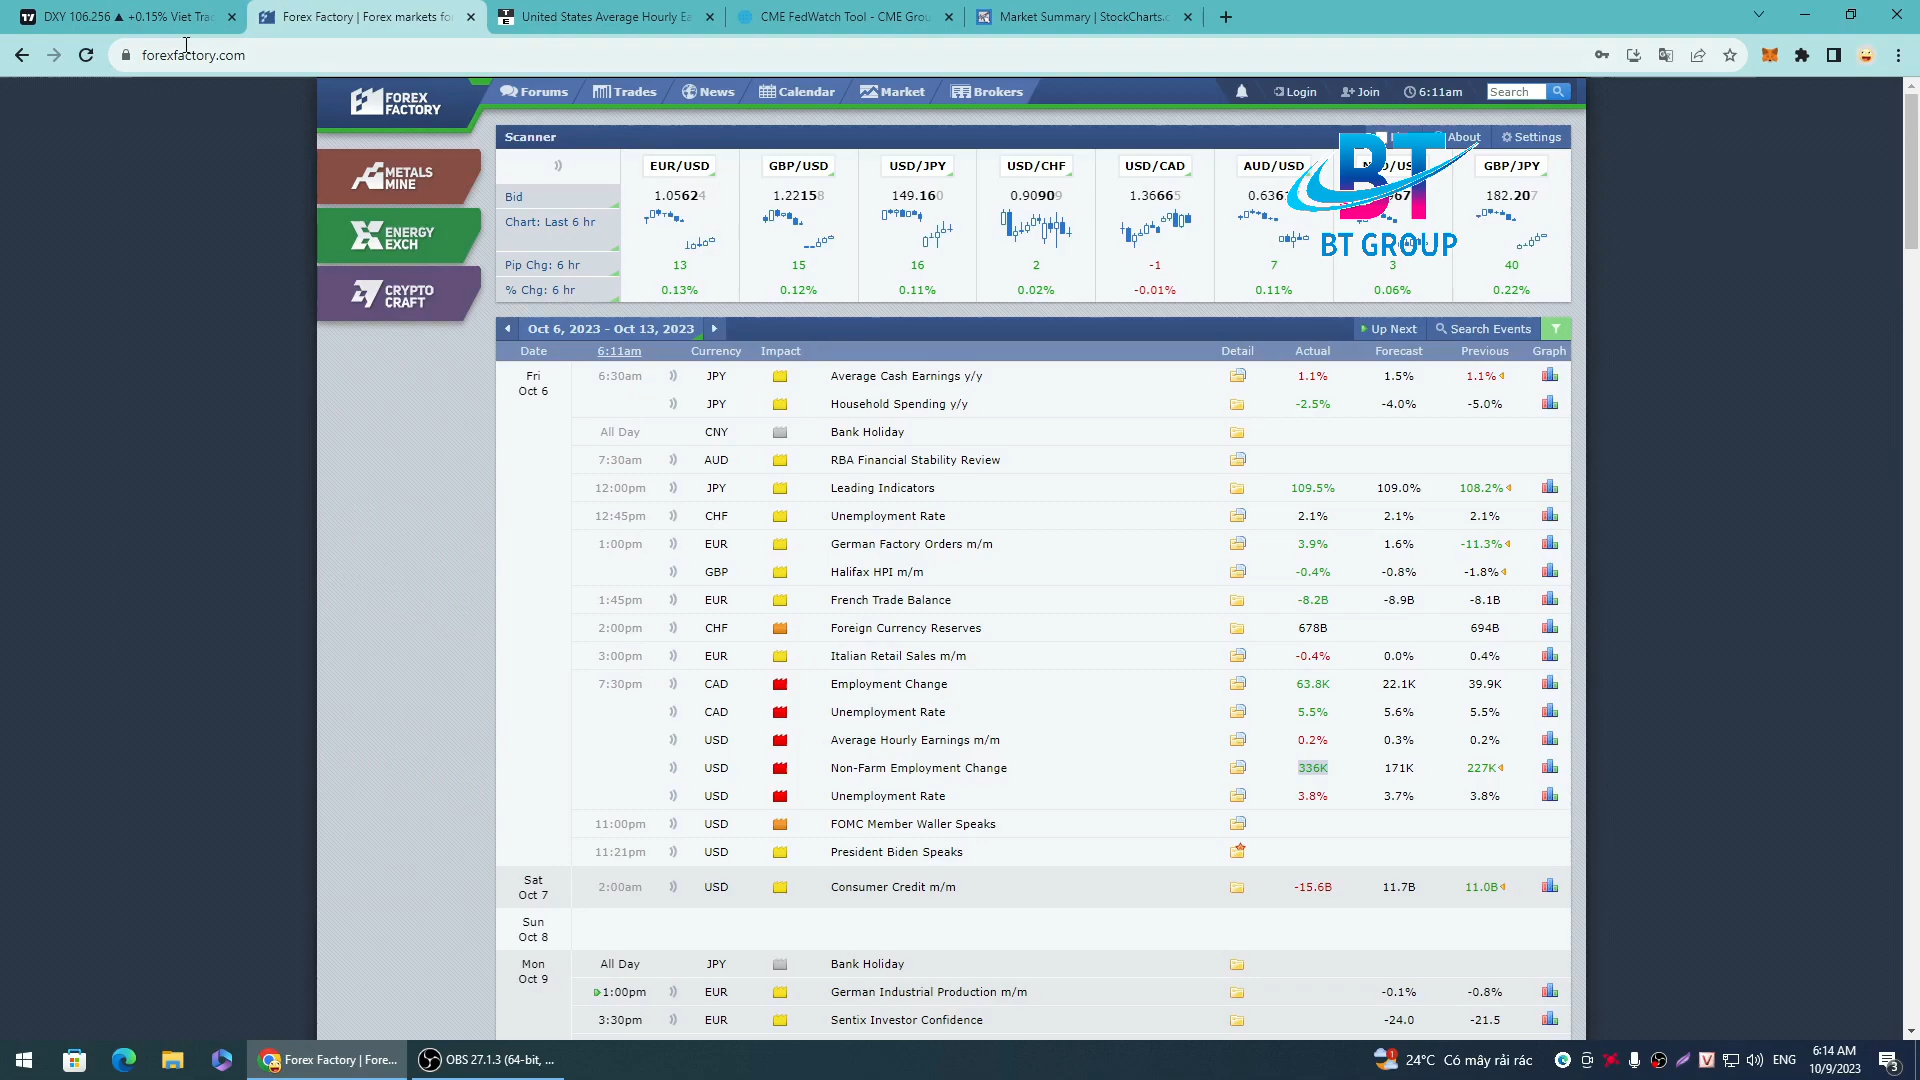 DXY 106.256 ▲ +0.15% Viet Tra
Forex Factory | Forex markets fo
United States Average Hourly Ea
CME FedWatch Tool - CME Grou
Market Summary | StockCharts.c
forexfactory.com
FOREX FACTORY
Forums Trades News Calendar Market Brokers
Login Join 6:11am Search
METALS MINE
ENERGY EXCH
CRYPTO CRAFT
Scanner About Settings
EUR/USD GBP/USD USD/JPY USD/CHF USD/CAD AUD/USD GBP/JPY
Bid 1.05624 1.22158 149.160 0.90909 1.36665 182.207
Chart: Last 6 hr
BT
BT GROUP
Pip Chg: 6 hr 13 15 16 2 -1 7 3 40
% Chg: 6 hr 0.13% 0.12% 0.11% 0.02% -0.01% 0.11% 0.06% 0.22%
Oct 6, 2023 - Oct 13, 2023 Up Next Search Events
Date 6:11am Currency Impact Detail Actual Forecast Previous Graph
Fri Oct 6 6:30am JPY Average Cash Earnings y/y 1.1% 1.5% 1.1%
JPY Household Spending y/y -2.5% -4.0% -5.0%
All Day CNY Bank Holiday
7:30am AUD RBA Financial Stability Review
12:00pm JPY Leading Indicators 109.5% 109.0% 108.2%
12:45pm CHF Unemployment Rate 2.1% 2.1% 2.1%
1:00pm EUR German Factory Orders m/m 3.9% 1.6% -11.3%
GBP Halifax HPI m/m -0.4% -0.8% -1.8%
1:45pm EUR French Trade Balance -8.2B -8.9B -8.1B
2:00pm CHF Foreign Currency Reserves 678B 694B
3:00pm EUR Italian Retail Sales m/m -0.4% 0.0% 0.4%
7:30pm CAD Employment Change 63.8K 22.1K 39.9K
CAD Unemployment Rate 5.5% 5.6% 5.5%
USD Average Hourly Earnings m/m 0.2% 0.3% 0.2%
USD Non-Farm Employment Change 336K 171K 227K
USD Unemployment Rate 3.8% 3.7% 3.8%
11:00pm USD FOMC Member Waller Speaks
11:21pm USD President Biden Speaks
Sat Oct 7 2:00am USD Consumer Credit m/m -15.6B 11.7B 11.0B
Sun Oct 8
Mon Oct 9 All Day JPY Bank Holiday
1:00pm EUR German Industrial Production m/m -0.1% -0.8%
3:30pm EUR Sentix Investor Confidence -24.0 -21.5
Forex Factory | Fore...
OBS 27.1.3 (64-bit, ...
24°C Có mây rải rác
ENG
6:14 AM
10/9/2023